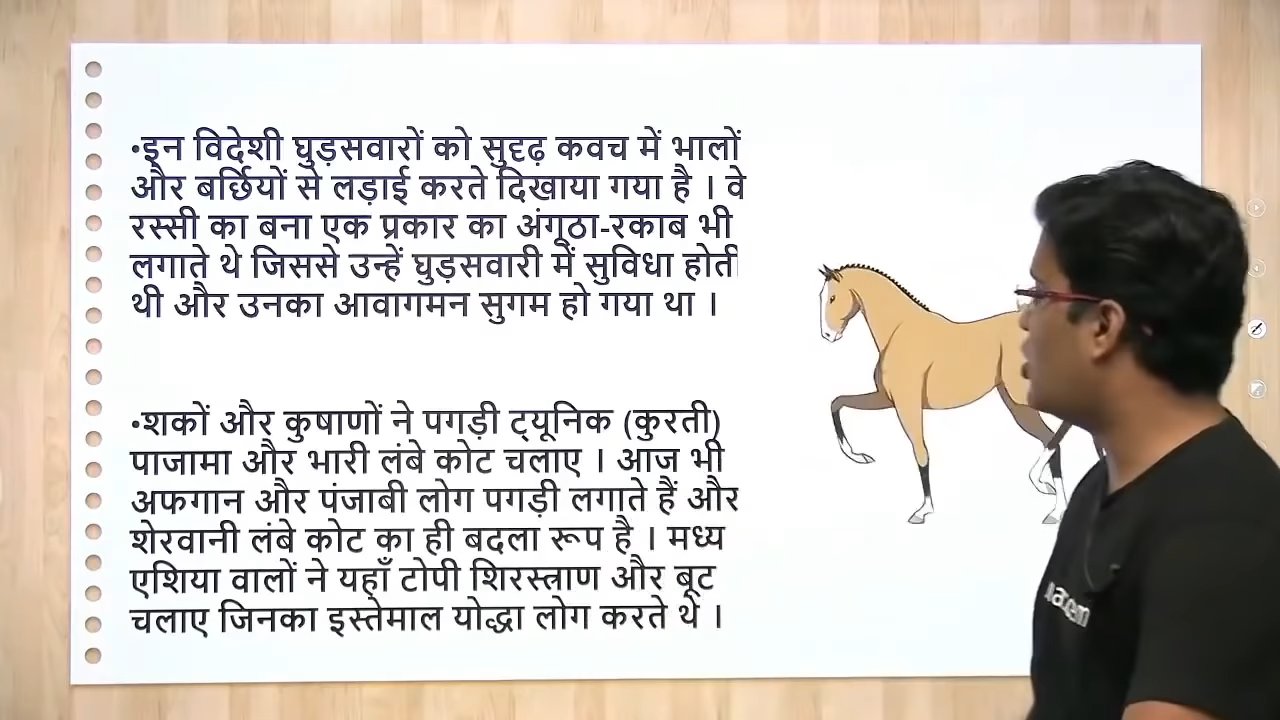 •इन विदेशी घुड़सवारों को सुदृढ़ कवच में भालों
और बर्छियों से लड़ाई करते दिखाया गया है । वे
रस्सी का बना एक प्रकार का अंगूठा-रकाब भी
लगाते थे जिससे उन्हें घुड़सवारी में सुविधा होती
थी और उनका आवागमन सुगम हो गया था ।
•शकों और कुषाणों ने पगड़ी ट्यूनिक (कुरती)
पाजामा और भारी लंबे कोट चलाए । आज भी
अफगान और पंजाबी लोग पगड़ी लगाते हैं और
शेरवानी लंबे कोट का ही बदला रूप है । मध्य
एशिया वालों ने यहाँ टोपी शिरस्त्राण और बूट
चलाए जिनका इस्तेमाल योद्धा लोग करते थे ।